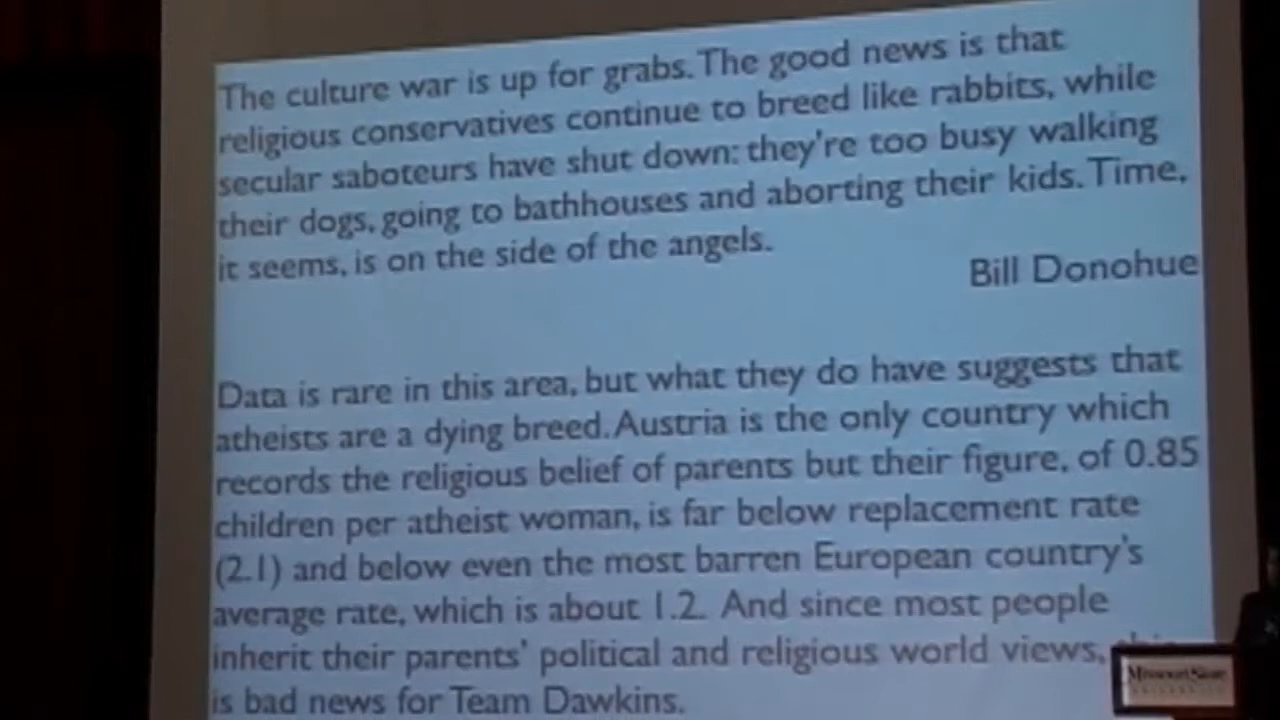 The culture war is up for grabs. The good news is that
religious conservatives continue to breed like rabbits, while
secular saboteurs have shut down: they're too busy walking
their dogs, going to bathhouses and aborting their kids. Time,
it seems, is on the side of the angels.
Bill Donohue
Data is rare in this area, but what they do have suggests that
atheists are a dying breed. Austria is the only country which
records the religious belief of parents but their figure, of 0.85
children per atheist woman, is far below replacement rate
(2.1) and below even the most barren European country's
average rate, which is about 1.2. And since most people
inherit their parents' political and religious world views,
is bad news for Team Dawkins.
Missouri State
UNIVERSITY